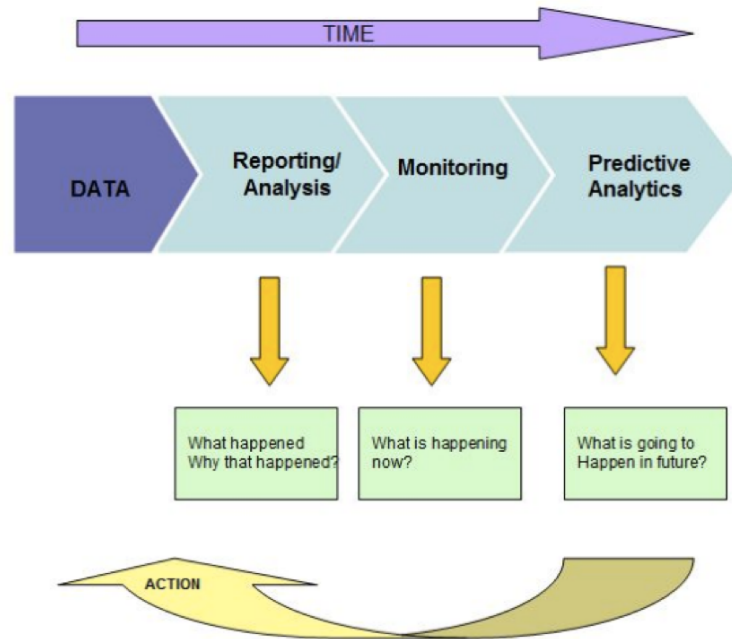 TIME
DATA
Reporting/
Analysis
Monitoring
Predictive
Analytics
What happened
Why that happened?
What is happening
now?
What is going to
Happen in future?
ACTION